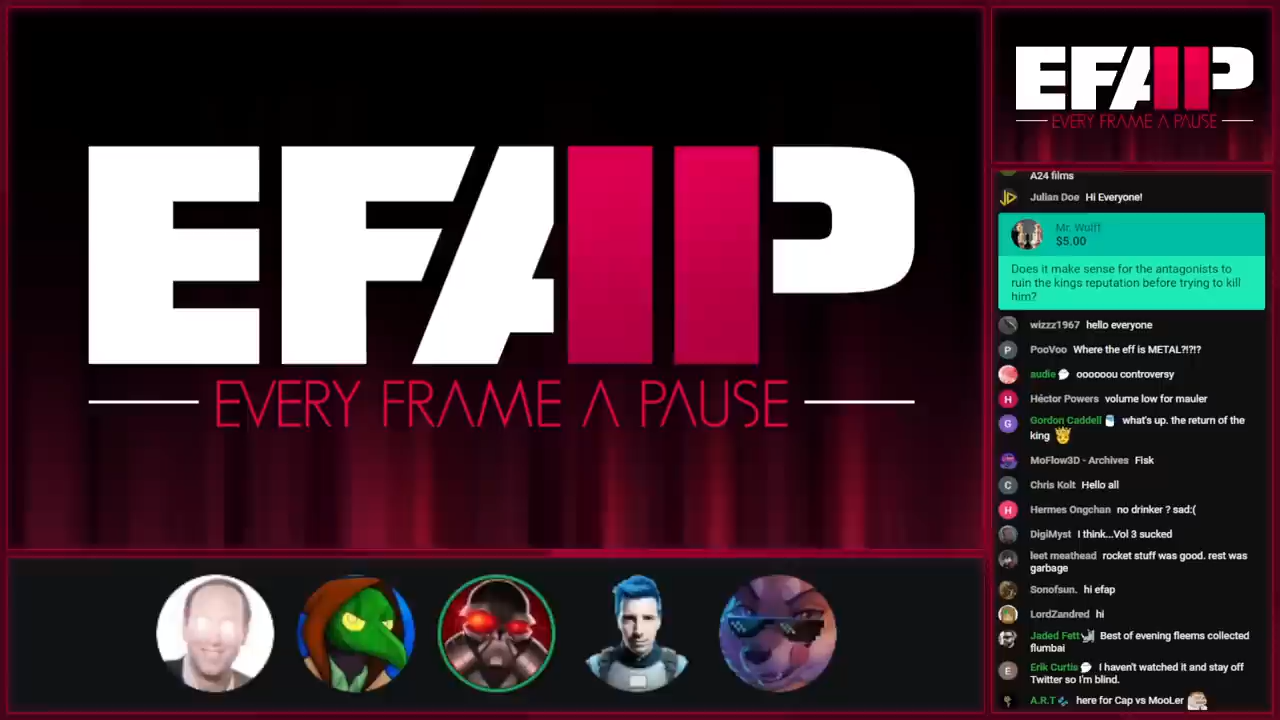 EFAP
EVERY FRAME A PAUSE
EFAP
EVERY FRAME A PAUSE
A24 films
Julian Doe Hi Everyone!
Mr. Wulff
$5.00
Does it make sense for the antagonists to
ruin the kings reputation before trying to kill
him?
wizzz1967 hello everyone
P PooVoo Where the eff is METAL?!?!?
audie oooooou controversy
H Héctor Powers volume low for mauler
G Gordon Caddell what's up. the return of the
king
MoFlow3D - Archives Fisk
C Chris Kolt Hello all
H Hermes Ongchan no drinker ? sad:(
DigiMyst I think...Vol 3 sucked
leet meathead rocket stuff was good. rest was
garbage
Sonofsun. hi efap
LordZandred hi
Jaded Fett Best of evening fleems collected
flumbai
E Erik Curtis I haven't watched it and stay off
Twitter so I'm blind.
A.R.T here for Cap vs MooLer